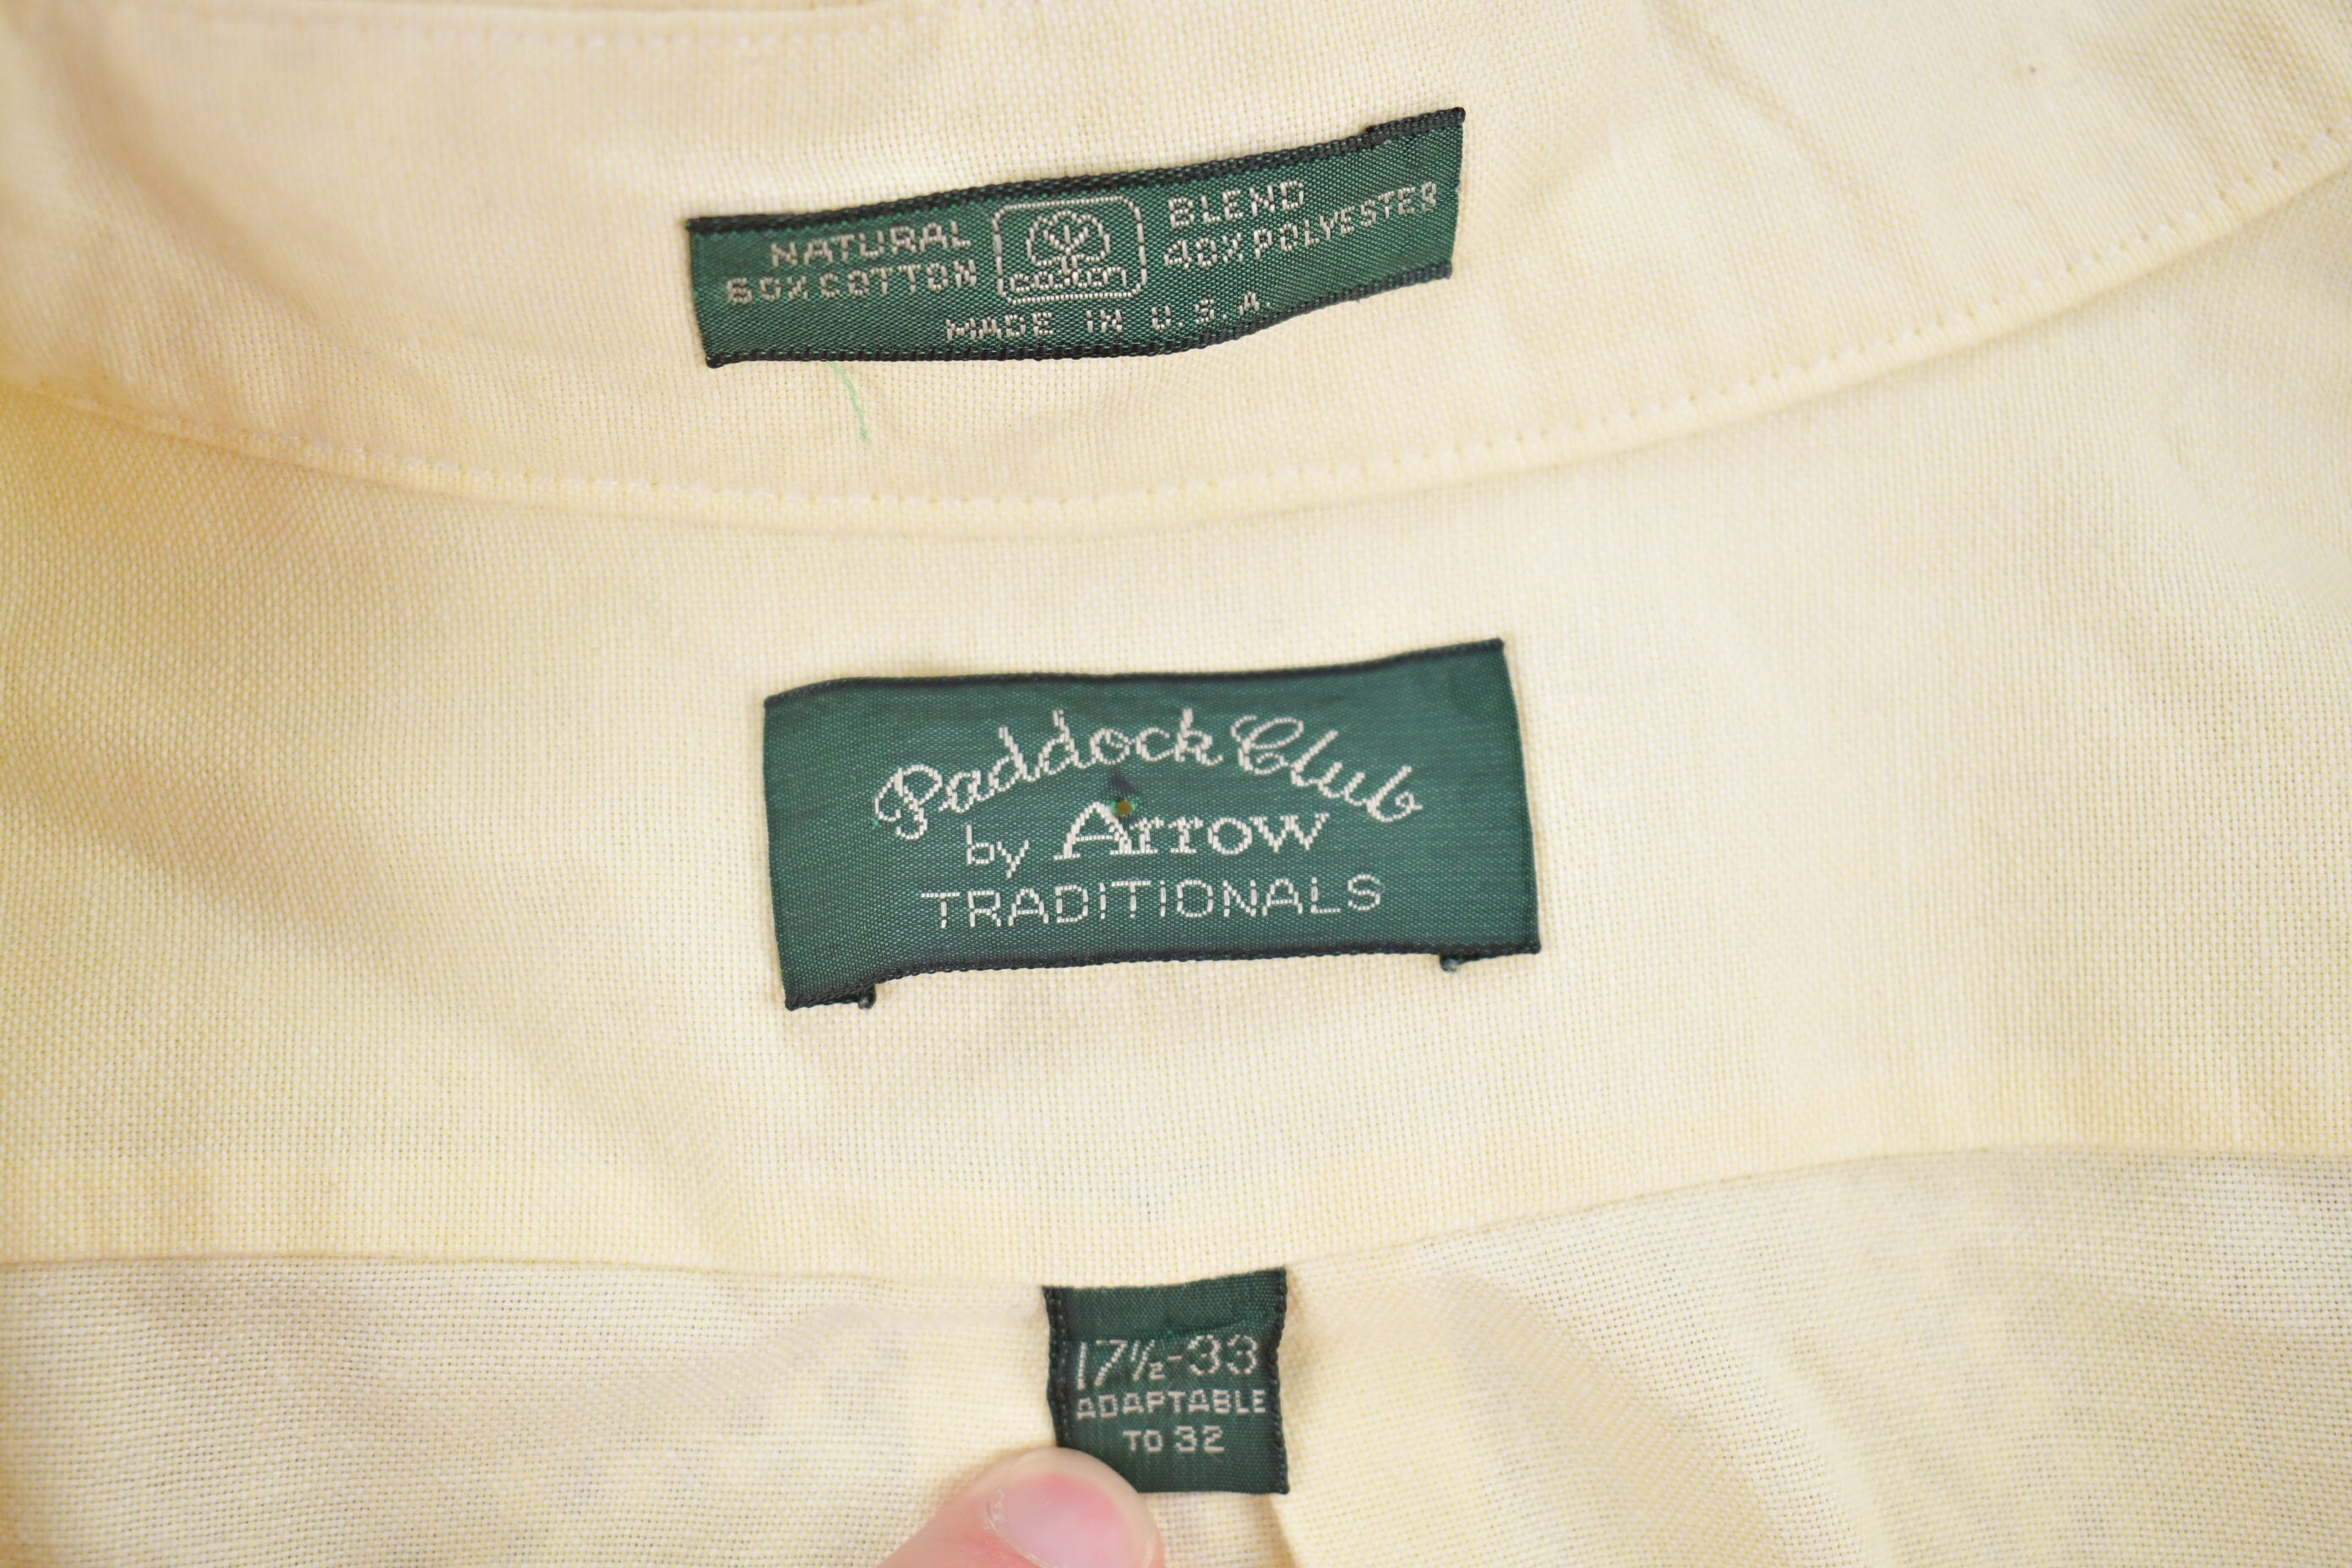 NATURAL BLEND
60% COTTON 40% POLYESTER
cotton
MADE IN U.S.A.
Paddock Club
by Arrow
TRADITIONALS
17½-33
ADAPTABLE
TO 32